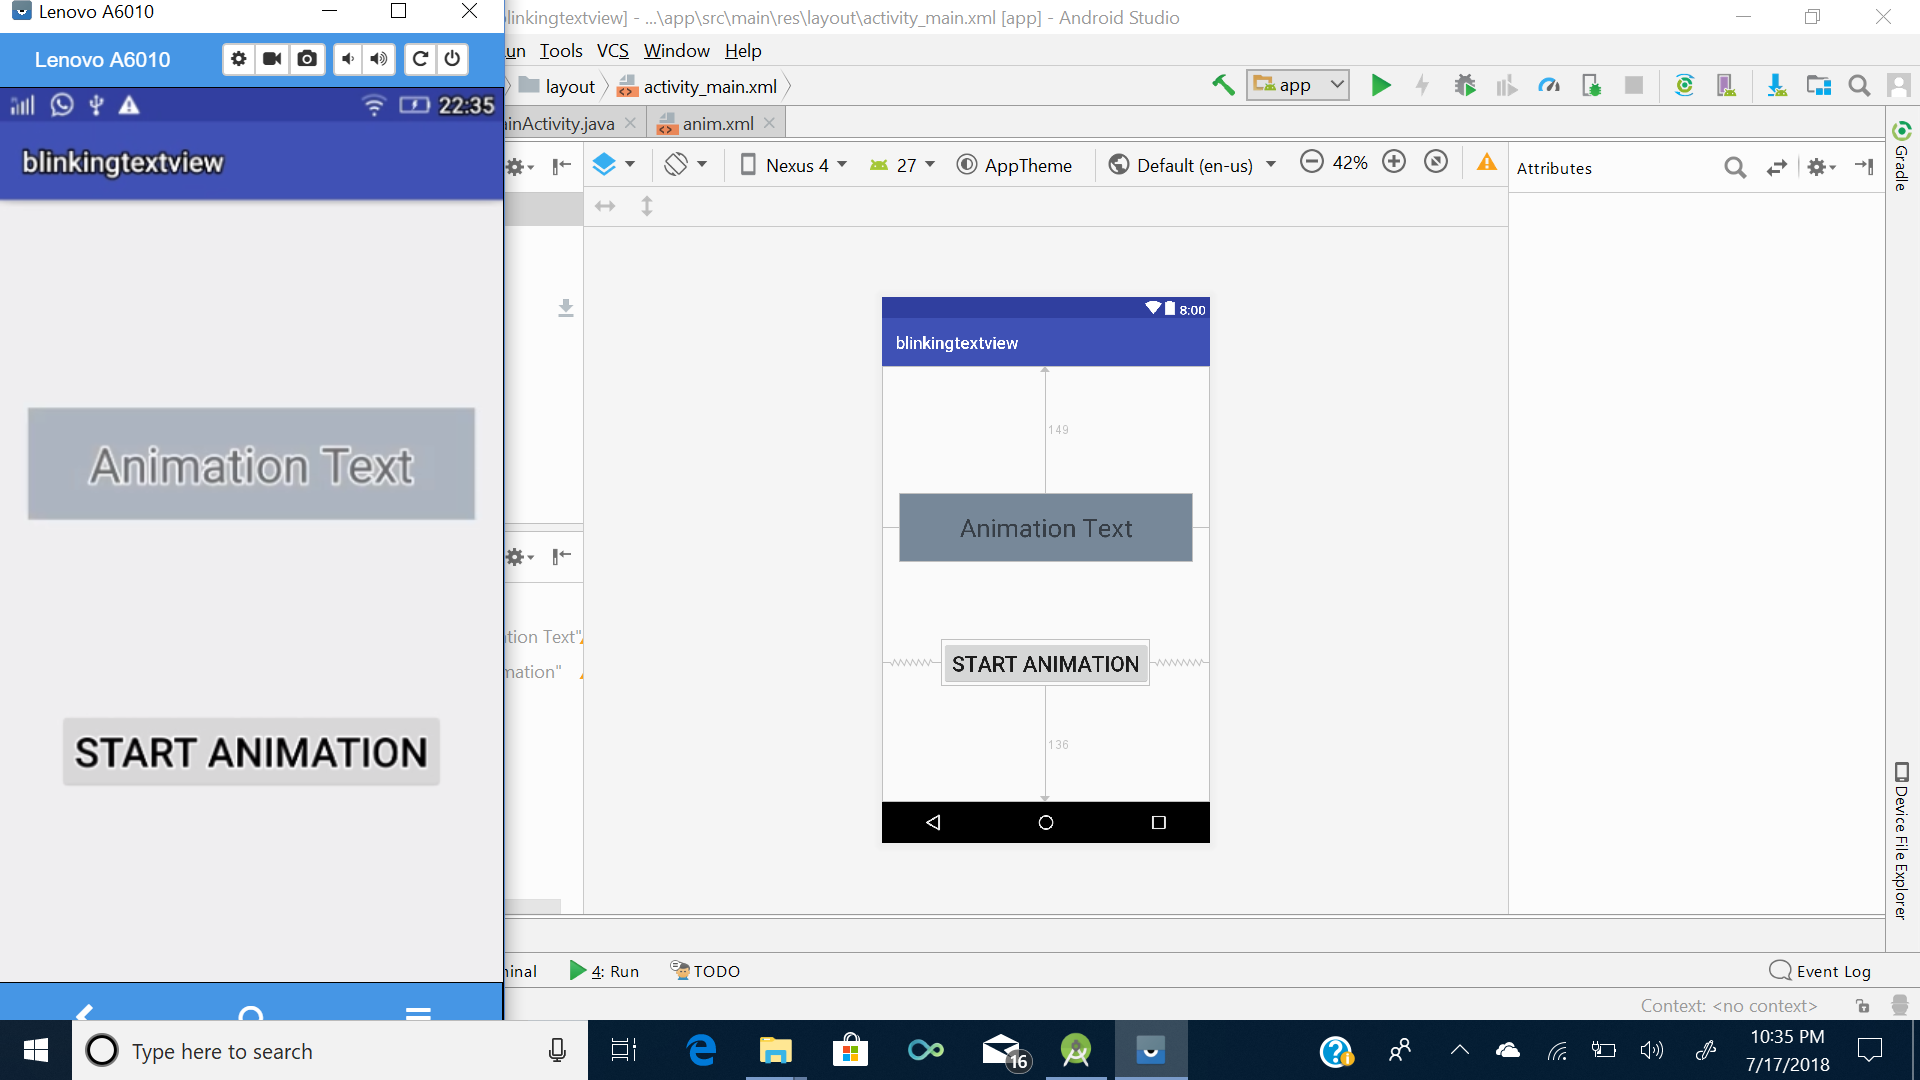 Lenovo A6010
Lenovo A6010
22:35
blinkingtextview
Animation Text
START ANIMATION
linkingtextview] - ...\app\src\main\res\layout\activity_main.xml [app] - Android Studio
un Tools VCS Window Help
layout activity_main.xml
app
inActivity.java anim.xml
Nexus 4 27 AppTheme Default (en-us) 42%
Attributes
Gradle
8:00
blinkingtextview
149
Animation Text
START ANIMATION
136
tion Text"
mation"
Device File Explorer
ninal 4: Run TODO
Event Log
Context: <no context>
Type here to search
16
10:35 PM
7/17/2018